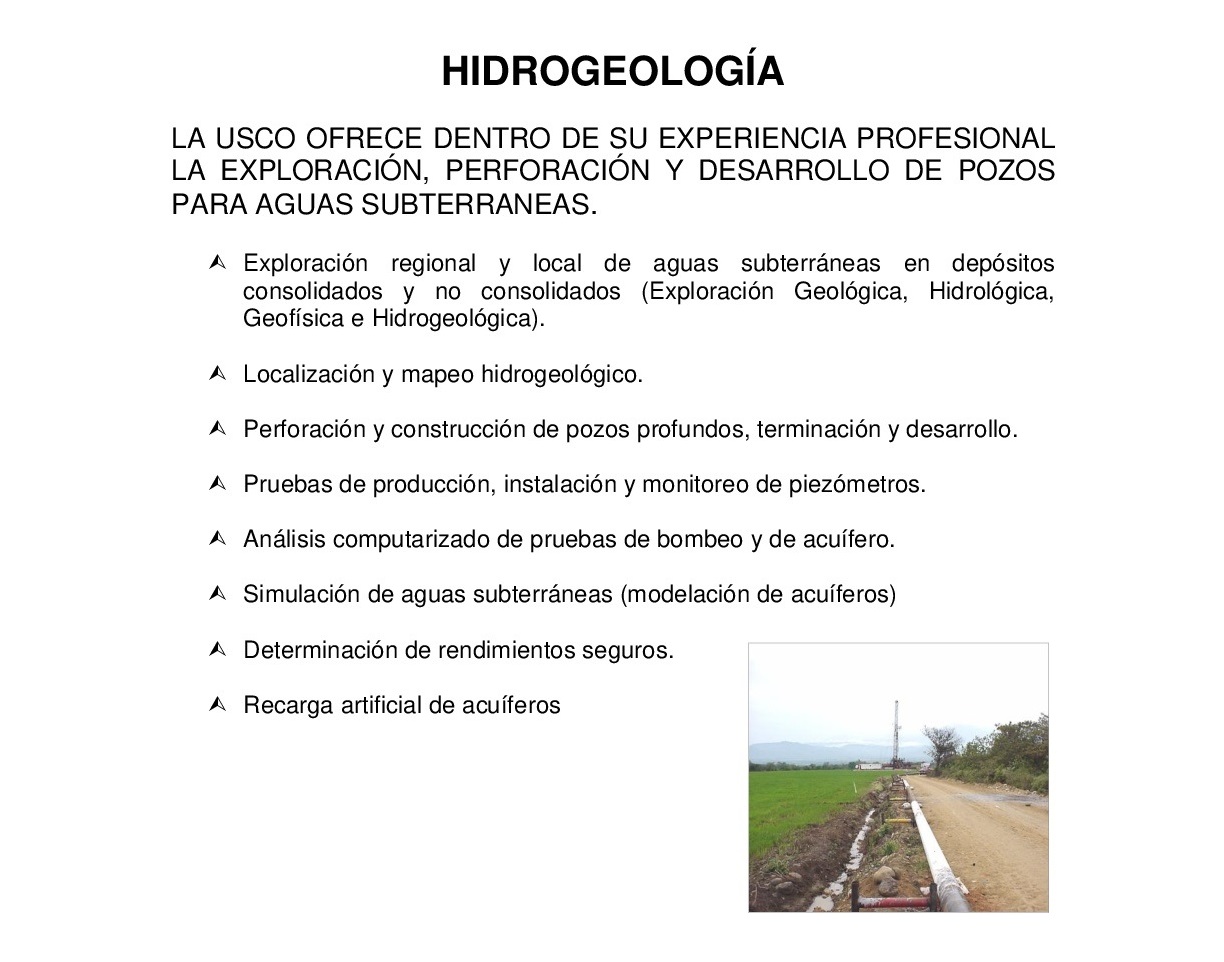 HIDROGEOLOGÍA
LA USCO OFRECE DENTRO DE SU EXPERIENCIA PROFESIONAL
LA EXPLORACIÓN, PERFORACIÓN Y DESARROLLO DE POZOS
PARA AGUAS SUBTERRANEAS.
Exploración regional y local de aguas subterráneas en depósitos
consolidados y no consolidados (Exploración Geológica, Hidrológica,
Geofísica e Hidrogeológica).
Localización y mapeo hidrogeológico.
Perforación y construcción de pozos profundos, terminación y desarrollo.
Pruebas de producción, instalación y monitoreo de piezómetros.
Análisis computarizado de pruebas de bombeo y de acuífero.
Simulación de aguas subterráneas (modelación de acuíferos)
Determinación de rendimientos seguros.
Recarga artificial de acuíferos